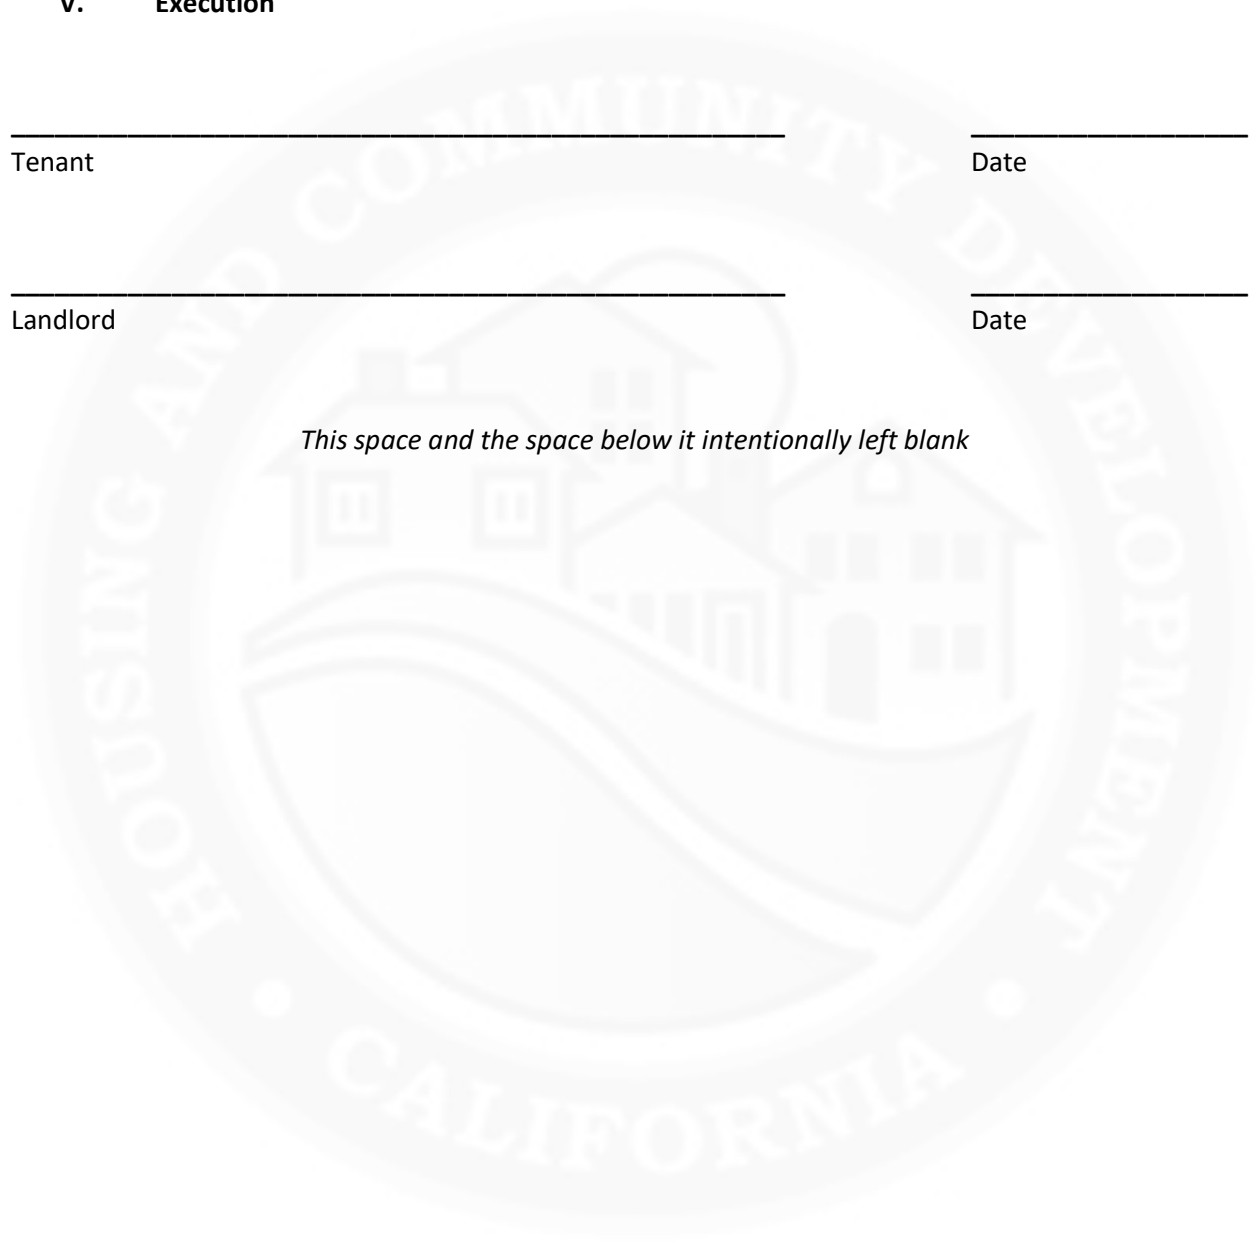 V. Execution
Tenant Date
Landlord Date
This space and the space below it intentionally left blank
HOUSING AND COMMUNITY DEVELOPMENT
• CALIFORNIA •